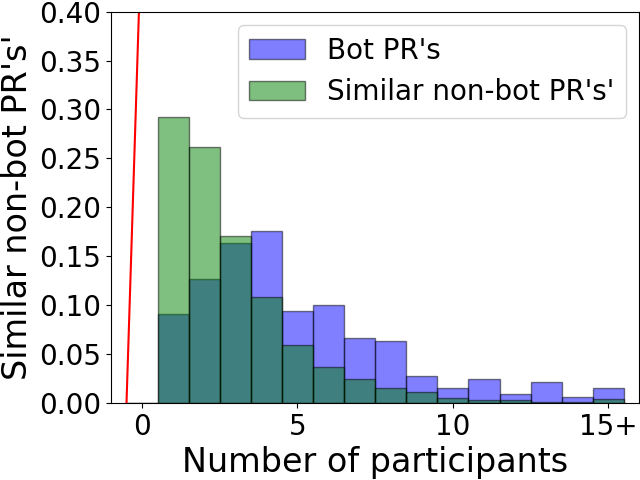 Bot PR's
Similar non-bot PR's'
Similar non-bot PR's'
0.40
0.35
0.30
0.25
0.20
0.15
0.10
0.05
0.00
0 5 10 15+
Number of participants